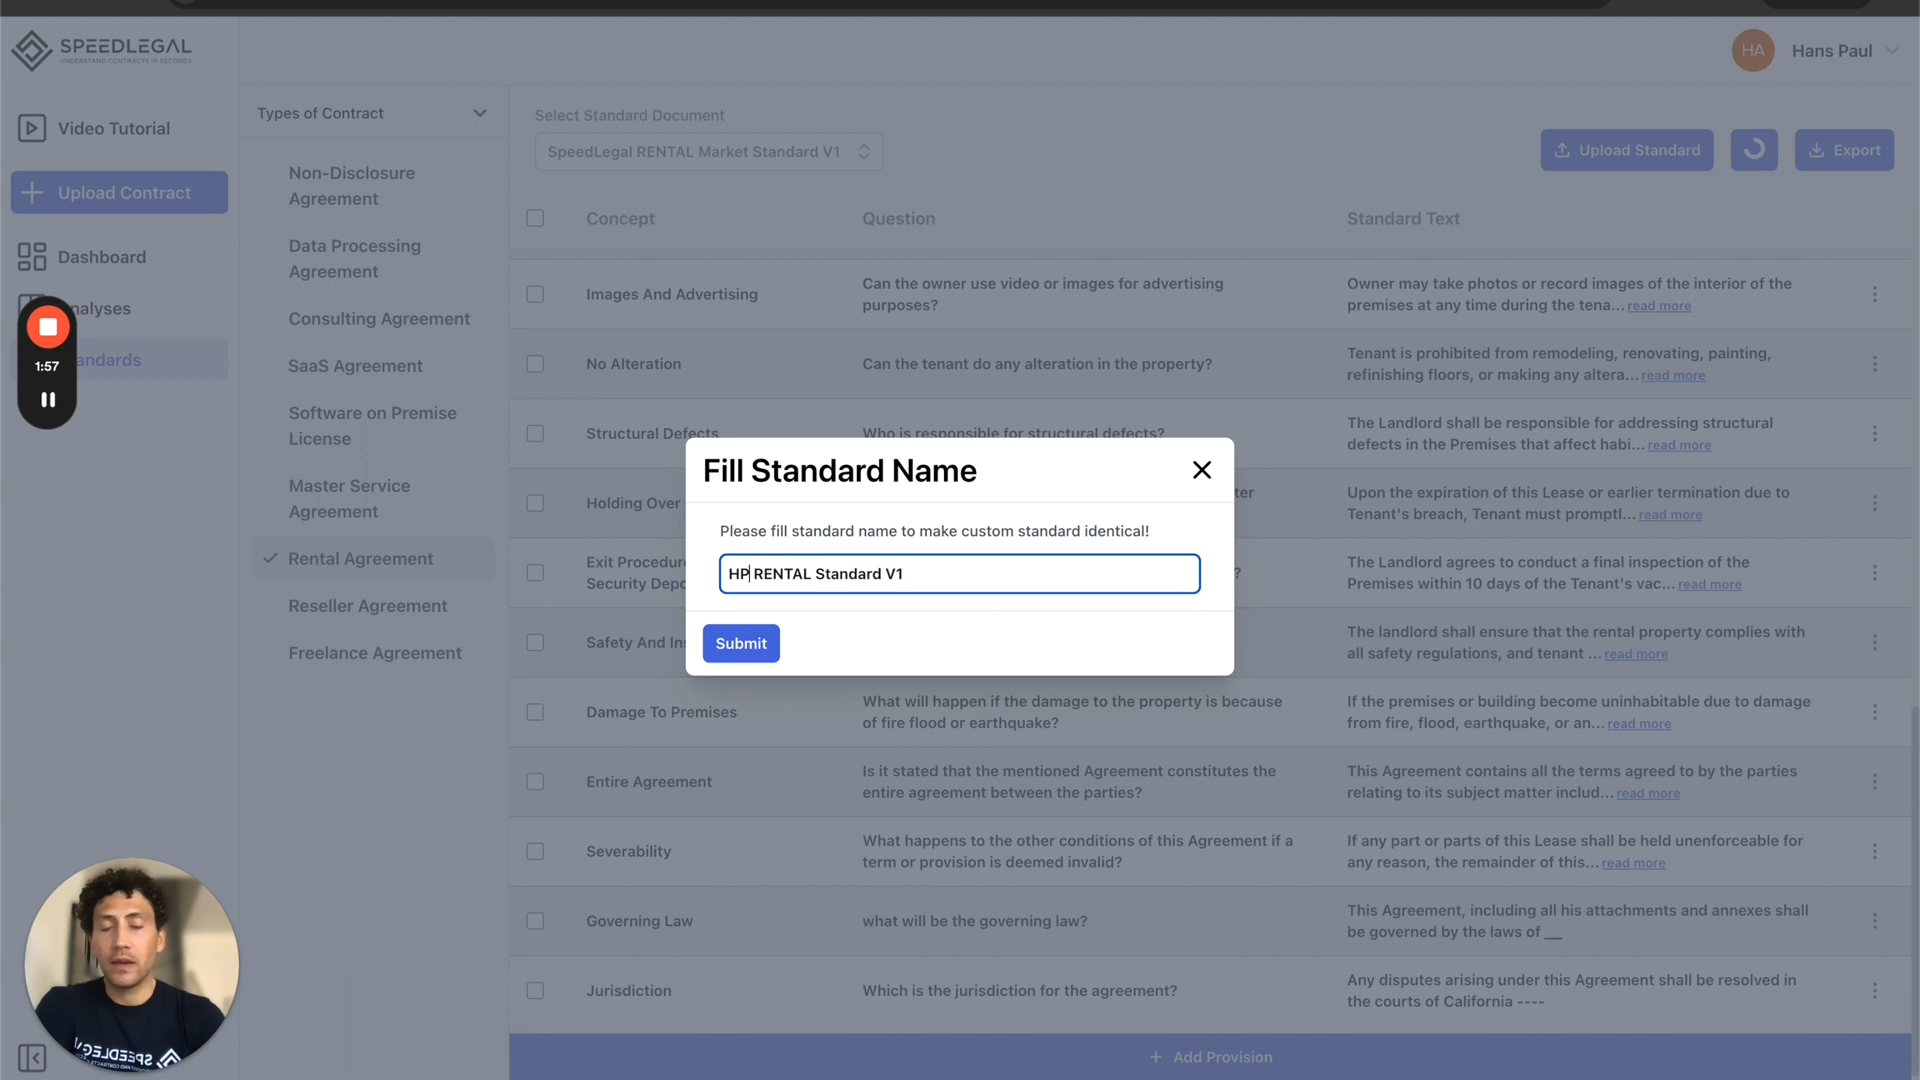 SPEEDLEGAL
UNDERSTAND CONTRACTS IN SECONDS
HA
Hans Paul
Video Tutorial
Upload Contract
Dashboard
nalyses
andards
1:57
Types of Contract
Non-Disclosure
Agreement
Data Processing
Agreement
Consulting Agreement
SaaS Agreement
Software on Premise
License
Master Service
Agreement
Rental Agreement
Reseller Agreement
Freelance Agreement
Select Standard Document
SpeedLegal RENTAL Market Standard V1
Upload Standard
Export
Concept
Question
Standard Text
Images And Advertising
Can the owner use video or images for advertising
purposes?
Owner may take photos or record images of the interior of the
premises at any time during the tena... read more
No Alteration
Can the tenant do any alteration in the property?
Tenant is prohibited from remodeling, renovating, painting,
refinishing floors, or making any altera... read more
Structural Defects
Who is responsible for structural defects?
The Landlord shall be responsible for addressing structural
defects in the Premises that affect habi... read more
Holding Over
ter
Upon the expiration of this Lease or earlier termination due to
Tenant's breach, Tenant must promptl... read more
Exit Procedur
Security Depo
?
The Landlord agrees to conduct a final inspection of the
Premises within 10 days of the Tenant's vac... read more
Safety And Ins
The landlord shall ensure that the rental property complies with
all safety regulations, and tenant ... read more
Fill Standard Name
Please fill standard name to make custom standard identical!
HP RENTAL Standard V1
Submit
Damage To Premises
What will happen if the damage to the property is because
of fire flood or earthquake?
If the premises or building become uninhabitable due to damage
from fire, flood, earthquake, or an... read more
Entire Agreement
Is it stated that the mentioned Agreement constitutes the
entire agreement between the parties?
This Agreement contains all the terms agreed to by the parties
relating to its subject matter includ... read more
Severability
What happens to the other conditions of this Agreement if a
term or provision is deemed invalid?
If any part or parts of this Lease shall be held unenforceable for
any reason, the remainder of this... read more
Governing Law
what will be the governing law?
This Agreement, including all his attachments and annexes shall
be governed by the laws of __
Jurisdiction
Which is the jurisdiction for the agreement?
Any disputes arising under this Agreement shall be resolved in
the courts of California ----
Add Provision
SPEEDLEGAL